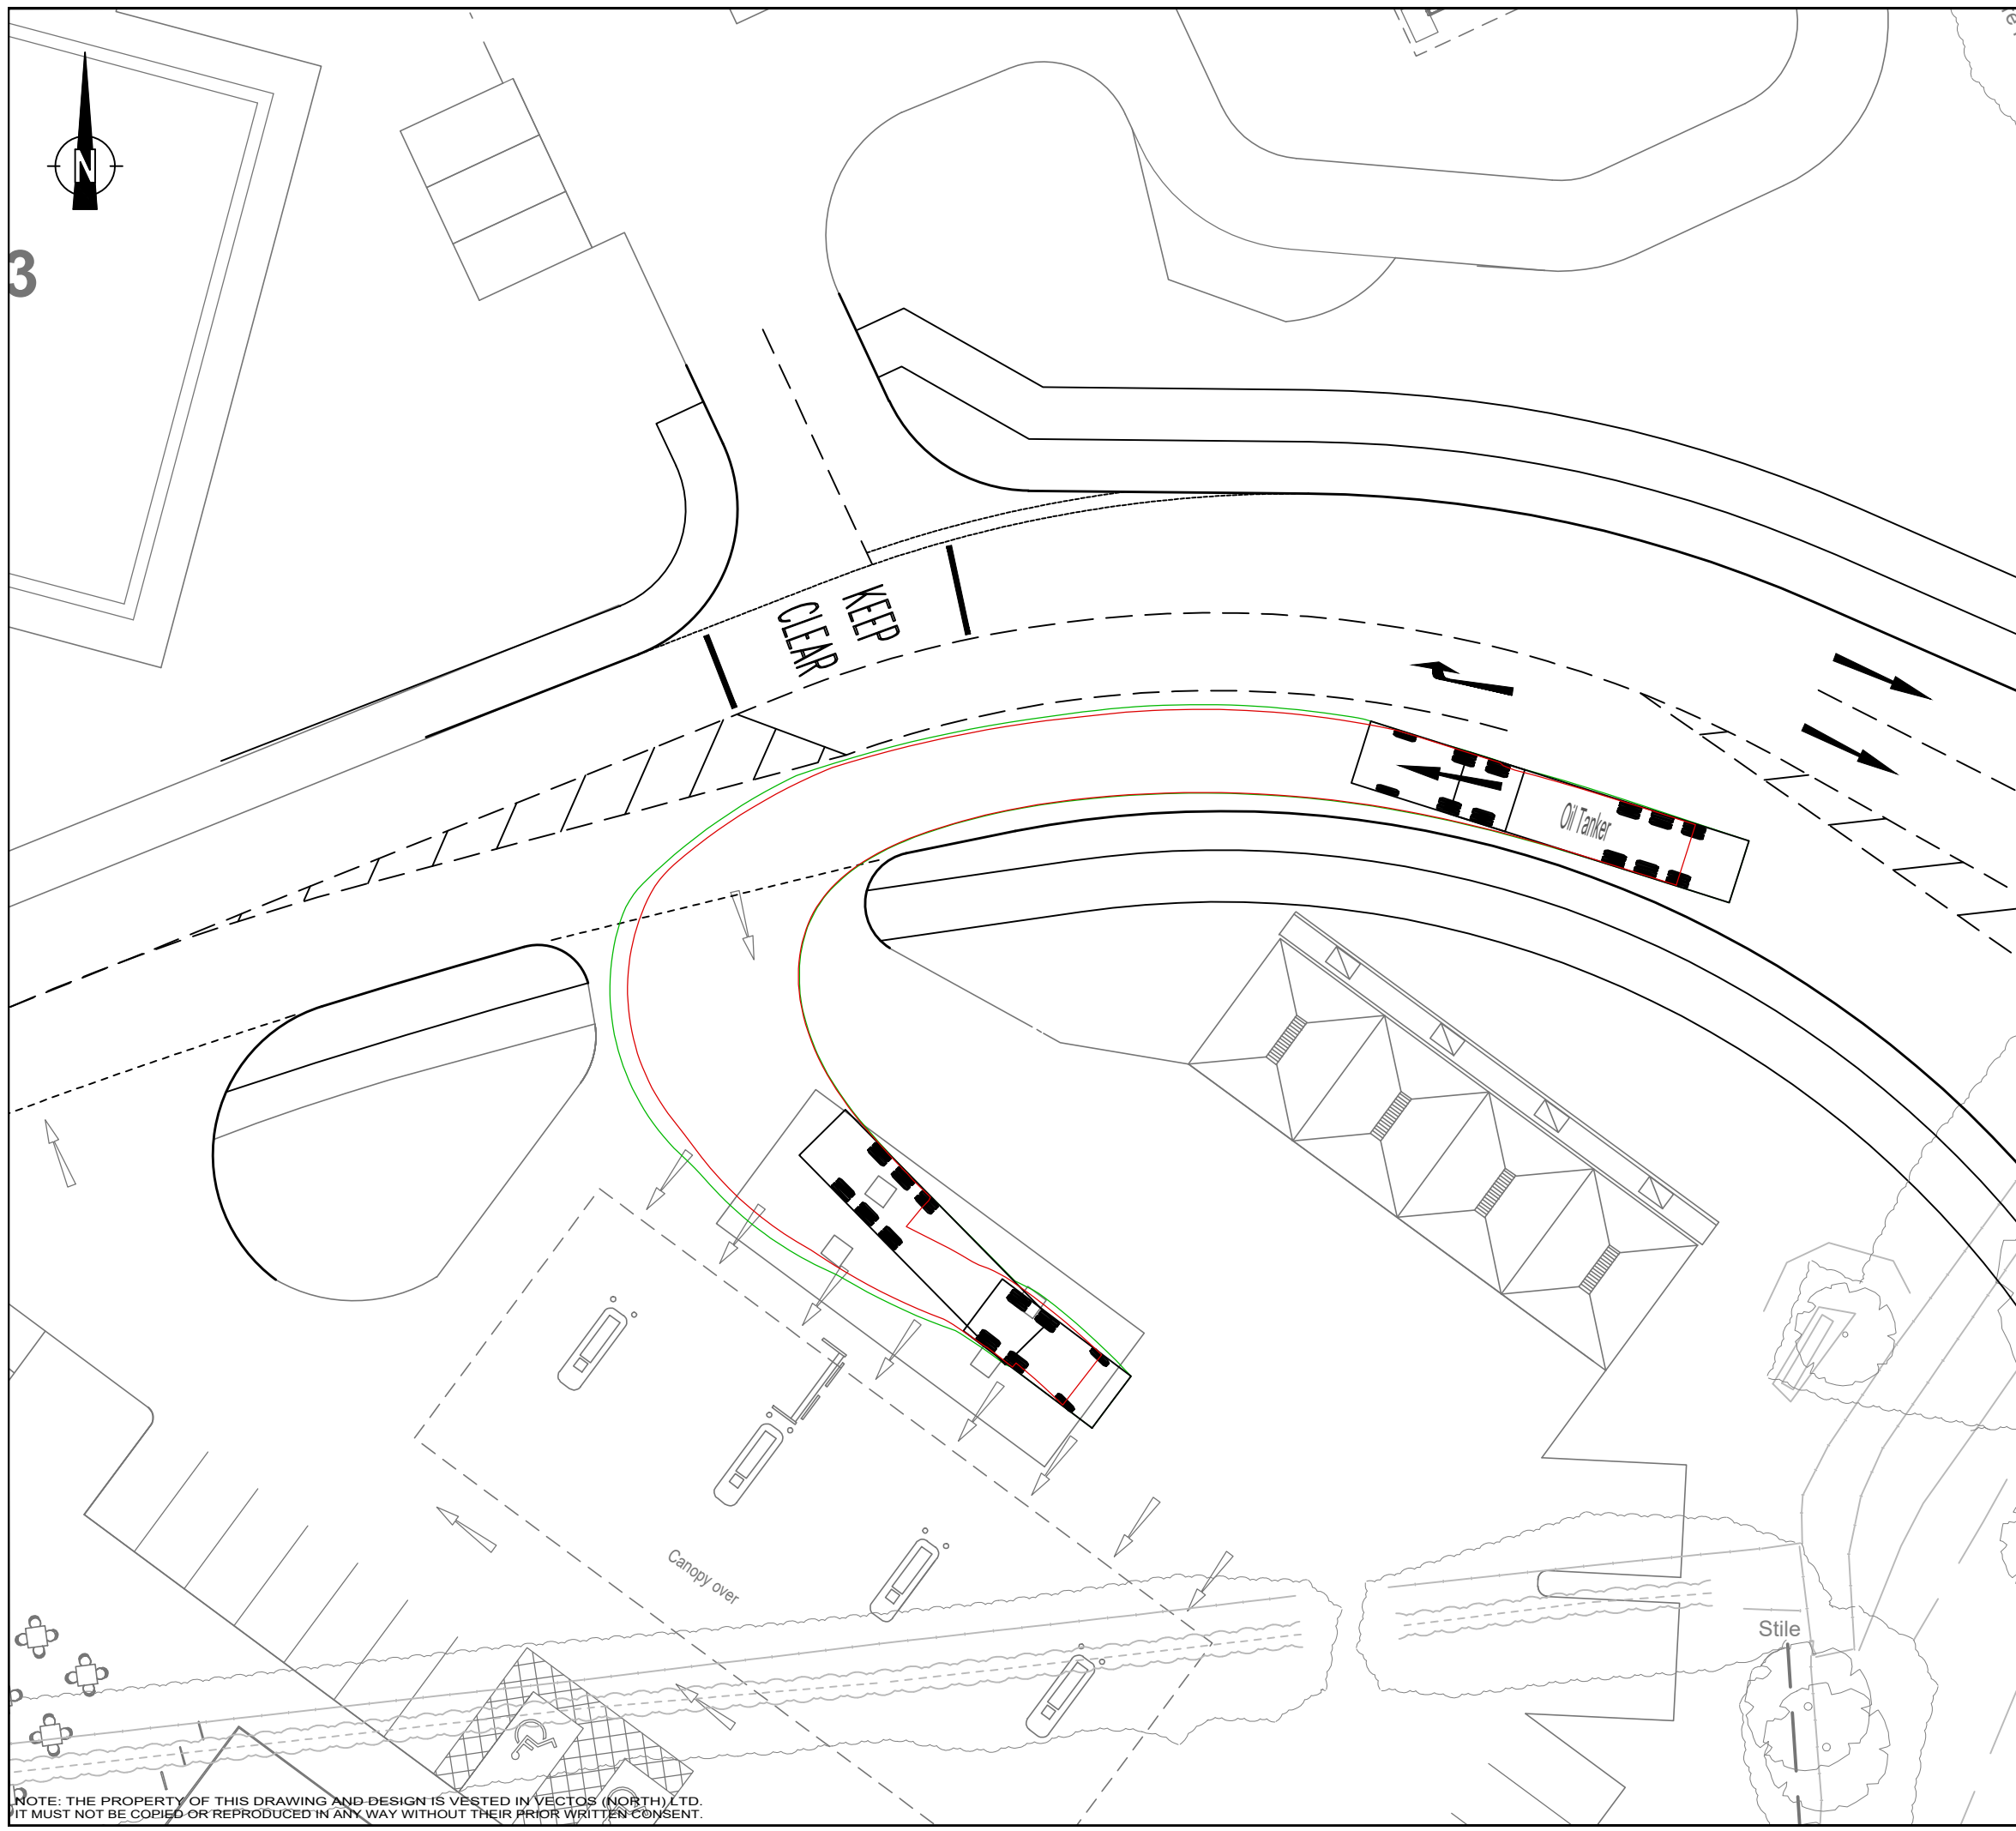 N
3
KEEP
CLEAR
Oil Tanker
Canopy over
Stile
NOTE: THE PROPERTY OF THIS DRAWING AND DESIGN IS VESTED IN VECTOS (NORTH) LTD.
IT MUST NOT BE COPIED OR REPRODUCED IN ANY WAY WITHOUT THEIR PRIOR WRITTEN CONSENT.